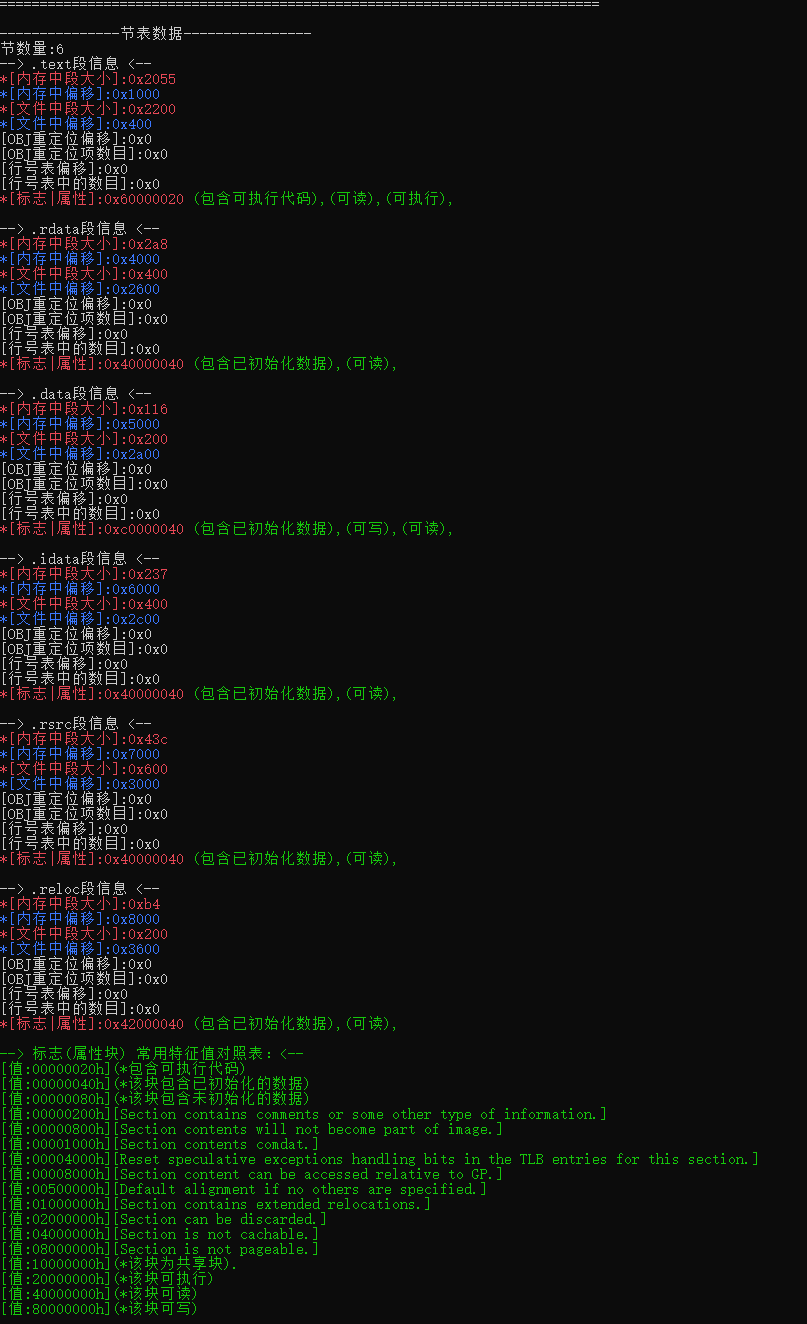 ===========================================================================
---------------节表数据----------------
节数量:6
--> .text段信息 <--
*[内存中段大小]:0x2055
*[内存中偏移]:0x1000
*[文件中段大小]:0x2200
*[文件中偏移]:0x400
[OBJ重定位偏移]:0x0
[OBJ重定位项数目]:0x0
[行号表偏移]:0x0
[行号表中的数目]:0x0
*[标志|属性]:0x60000020 (包含可执行代码),(可读),(可执行),
--> .rdata段信息 <--
*[内存中段大小]:0x2a8
*[内存中偏移]:0x4000
*[文件中段大小]:0x400
*[文件中偏移]:0x2600
[OBJ重定位偏移]:0x0
[OBJ重定位项数目]:0x0
[行号表偏移]:0x0
[行号表中的数目]:0x0
*[标志|属性]:0x40000040 (包含已初始化数据),(可读),
--> .data段信息 <--
*[内存中段大小]:0x116
*[内存中偏移]:0x5000
*[文件中段大小]:0x200
*[文件中偏移]:0x2a00
[OBJ重定位偏移]:0x0
[OBJ重定位项数目]:0x0
[行号表偏移]:0x0
[行号表中的数目]:0x0
*[标志|属性]:0xc0000040 (包含已初始化数据),(可写),(可读),
--> .idata段信息 <--
*[内存中段大小]:0x237
*[内存中偏移]:0x6000
*[文件中段大小]:0x400
*[文件中偏移]:0x2c00
[OBJ重定位偏移]:0x0
[OBJ重定位项数目]:0x0
[行号表偏移]:0x0
[行号表中的数目]:0x0
*[标志|属性]:0x40000040 (包含已初始化数据),(可读),
--> .rsrc段信息 <--
*[内存中段大小]:0x43c
*[内存中偏移]:0x7000
*[文件中段大小]:0x600
*[文件中偏移]:0x3000
[OBJ重定位偏移]:0x0
[OBJ重定位项数目]:0x0
[行号表偏移]:0x0
[行号表中的数目]:0x0
*[标志|属性]:0x40000040 (包含已初始化数据),(可读),
--> .reloc段信息 <--
*[内存中段大小]:0xb4
*[内存中偏移]:0x8000
*[文件中段大小]:0x200
*[文件中偏移]:0x3600
[OBJ重定位偏移]:0x0
[OBJ重定位项数目]:0x0
[行号表偏移]:0x0
[行号表中的数目]:0x0
*[标志|属性]:0x42000040 (包含已初始化数据),(可读),
--> 标志(属性块) 常用特征值对照表：<--
[值:00000020h](*包含可执行代码)
[值:00000040h](*该块包含已初始化的数据)
[值:00000080h](*该块包含未初始化的数据)
[值:00000200h][Section contains comments or some other type of information.]
[值:00000800h][Section contents will not become part of image.]
[值:00001000h][Section contents comdat.]
[值:00004000h][Reset speculative exceptions handling bits in the TLB entries for this section.]
[值:00008000h][Section content can be accessed relative to GP.]
[值:00500000h][Default alignment if no others are specified.]
[值:01000000h][Section contains extended relocations.]
[值:02000000h][Section can be discarded.]
[值:04000000h][Section is not cachable.]
[值:08000000h][Section is not pageable.]
[值:10000000h](*该块为共享块).
[值:20000000h](*该块可执行)
[值:40000000h](*该块可读)
[值:80000000h](*该块可写)